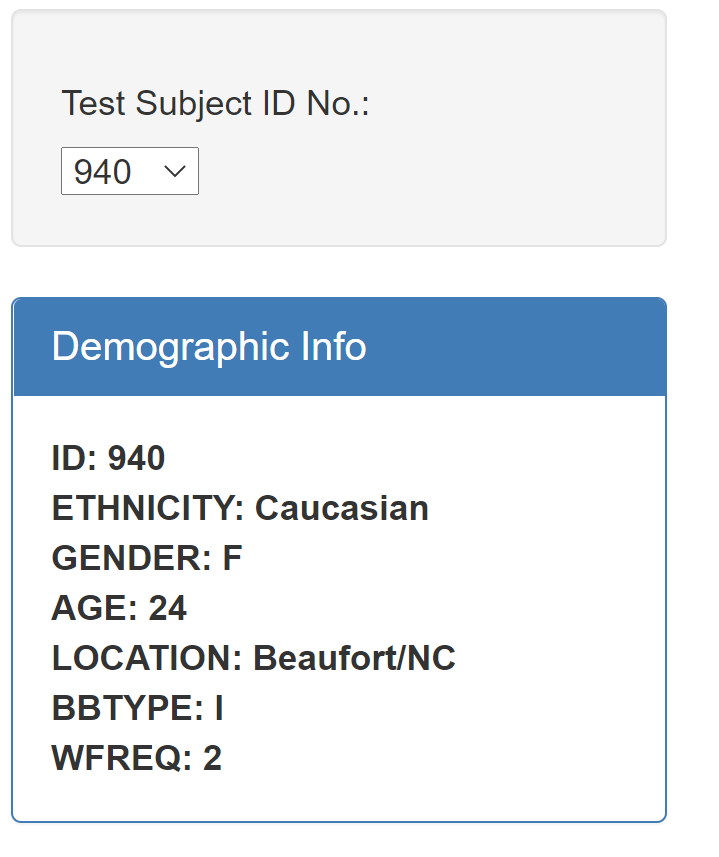 Test Subject ID No.:
940
Demographic Info
ID: 940
ETHNICITY: Caucasian
GENDER: F
AGE: 24
LOCATION: Beaufort/NC
BBTYPE: I
WFREQ: 2